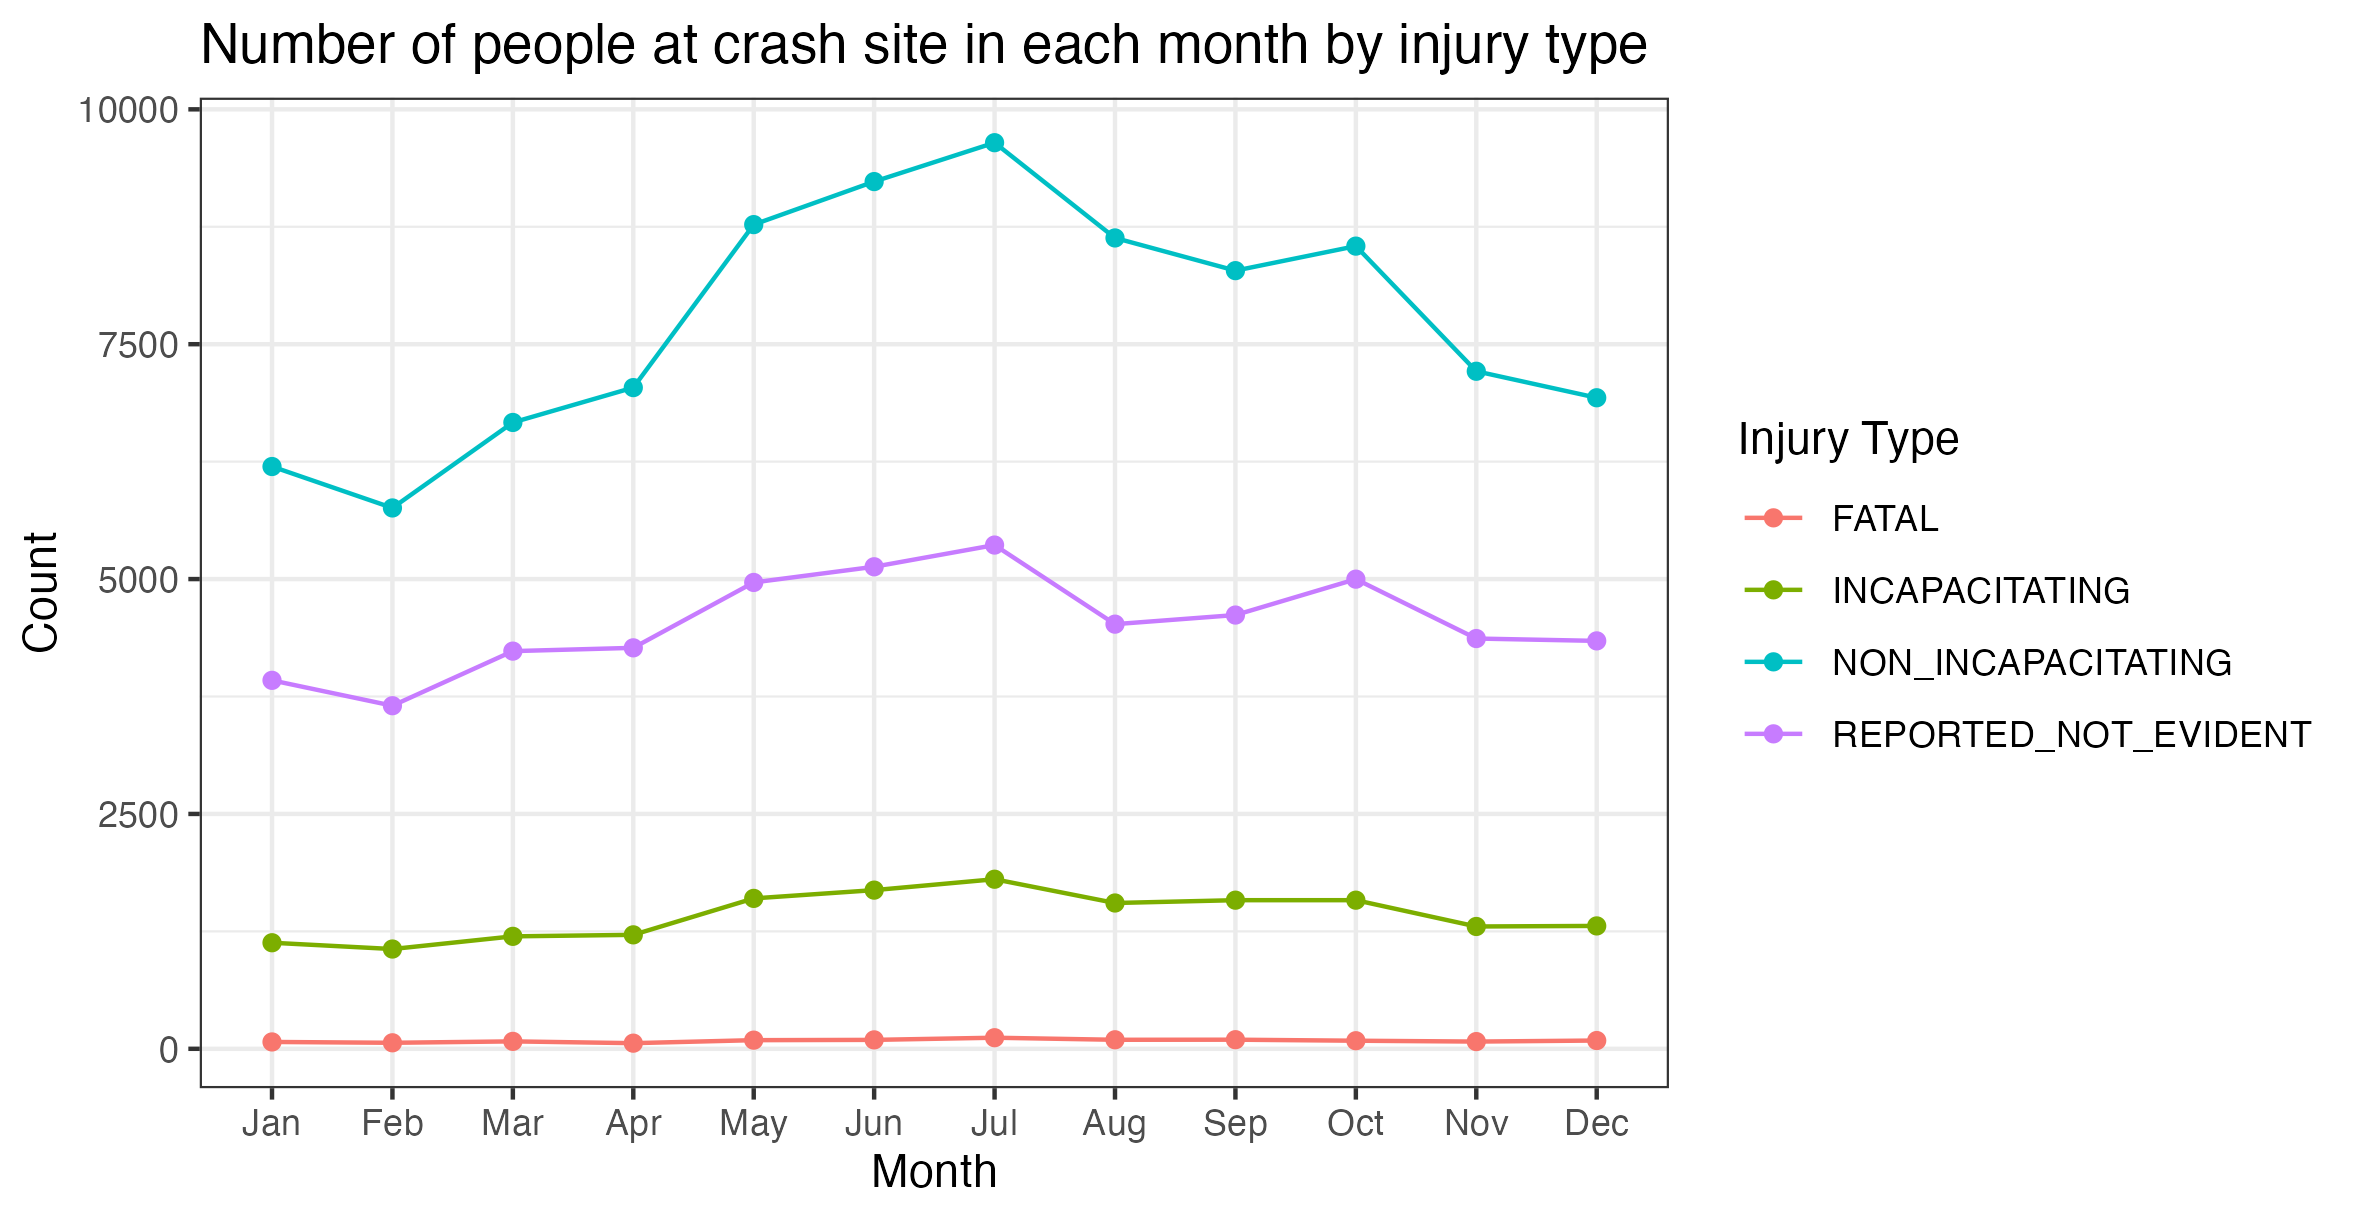 Number of people at crash site in each month by injury type
10000
7500
5000
2500
0
Count
Jan Feb Mar Apr May Jun Jul Aug Sep Oct Nov Dec
Month
Injury Type
FATAL
INCAPACITATING
NON_INCAPACITATING
REPORTED_NOT_EVIDENT